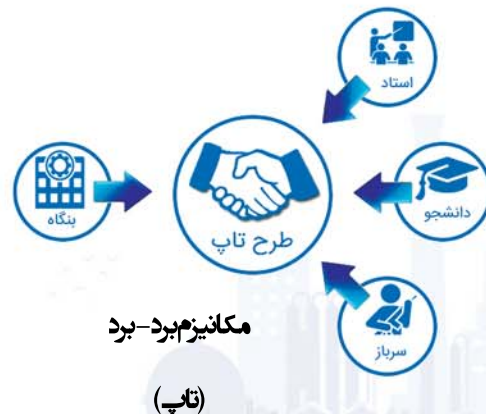 استاد
دانشجو
بنگاه
طرح تاپ
سرباز
مکانیزم برد-برد
(تاپ)